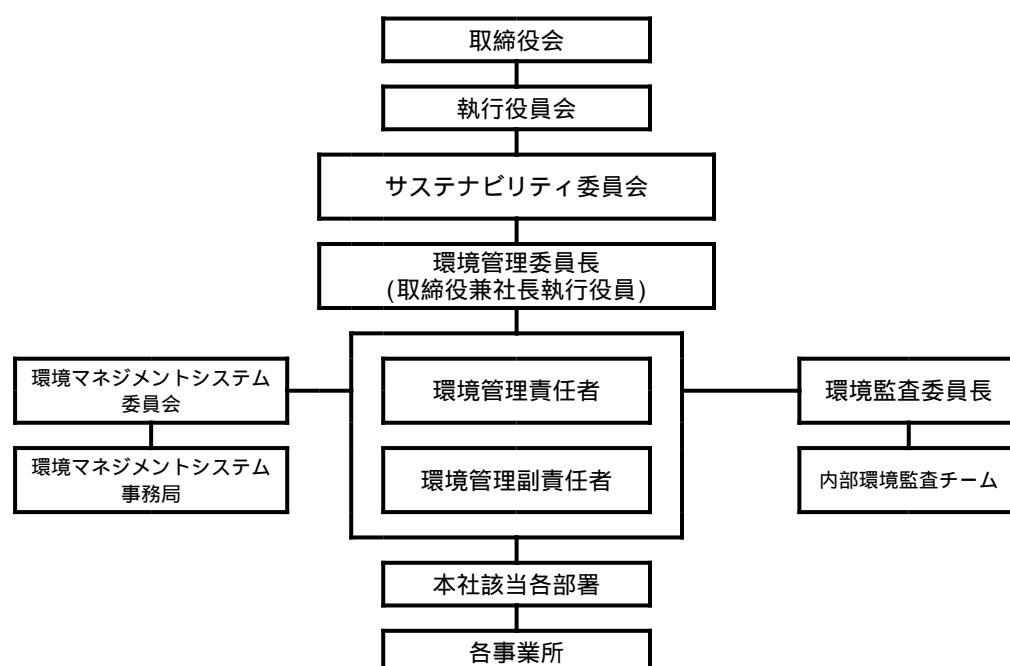 取締役会
執行役員会
サステナビリティ委員会
環境管理委員長
(取締役兼社長執行役員)
環境マネジメントシステム
委員会
環境管理責任者
環境監査委員長
環境マネジメントシステム
事務局
環境管理副責任者
内部環境監査チーム
本社該当各部署
各事業所